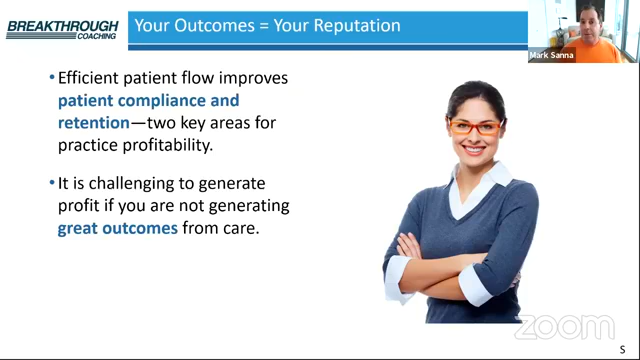 BREAKTHROUGH
COACHING
Your Outcomes = Your Reputation
Mark Sanna
• Efficient patient flow improves
patient compliance and
retention—two key areas for
practice profitability.
• It is challenging to generate
profit if you are not generating
great outcomes from care.
zoom
S